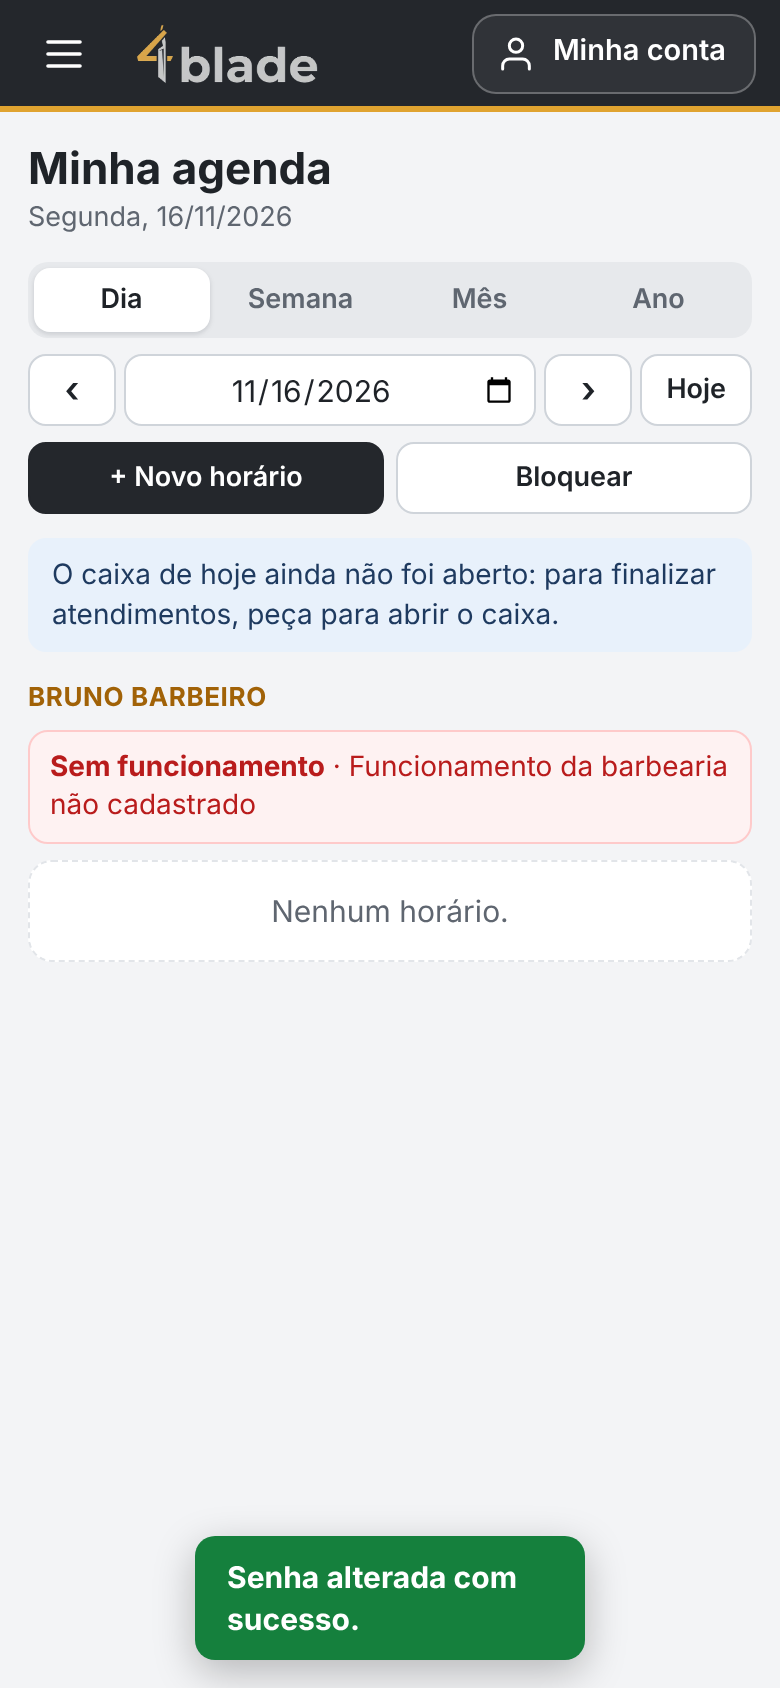 4blade
Minha conta
Minha agenda
Segunda, 16/11/2026
Dia
Semana
Mês
Ano
‹
11/16/2026
›
Hoje
+ Novo horário
Bloquear
O caixa de hoje ainda não foi aberto: para finalizar
atendimentos, peça para abrir o caixa.
BRUNO BARBEIRO
Sem funcionamento · Funcionamento da barbearia
não cadastrado
Nenhum horário.
Senha alterada com
sucesso.